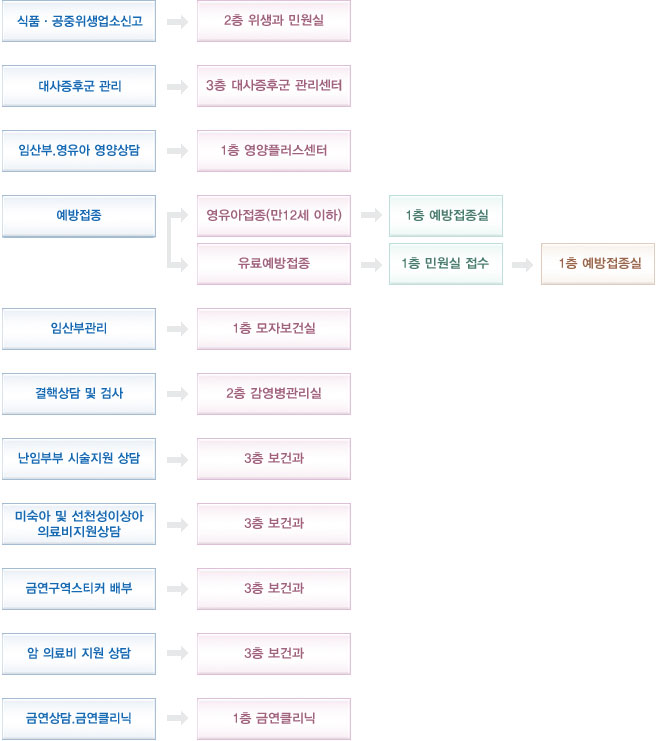 식품·공중위생업소신고
2층 위생과 민원실
대사증후군 관리
3층 대사증후군 관리센터
임산부.영유아 영양상담
1층 영양플러스센터
예방접종
영유아접종(만12세 이하)
1층 예방접종실
유료예방접종
1층 민원실 접수
1층 예방접종실
임산부관리
1층 모자보건실
결핵상담 및 검사
2층 감염병관리실
난임부부 시술지원 상담
3층 보건과
미숙아 및 선천성이상아
의료비지원상담
3층 보건과
금연구역스티커 배부
3층 보건과
암 의료비 지원 상담
3층 보건과
금연상담.금연클리닉
1층 금연클리닉